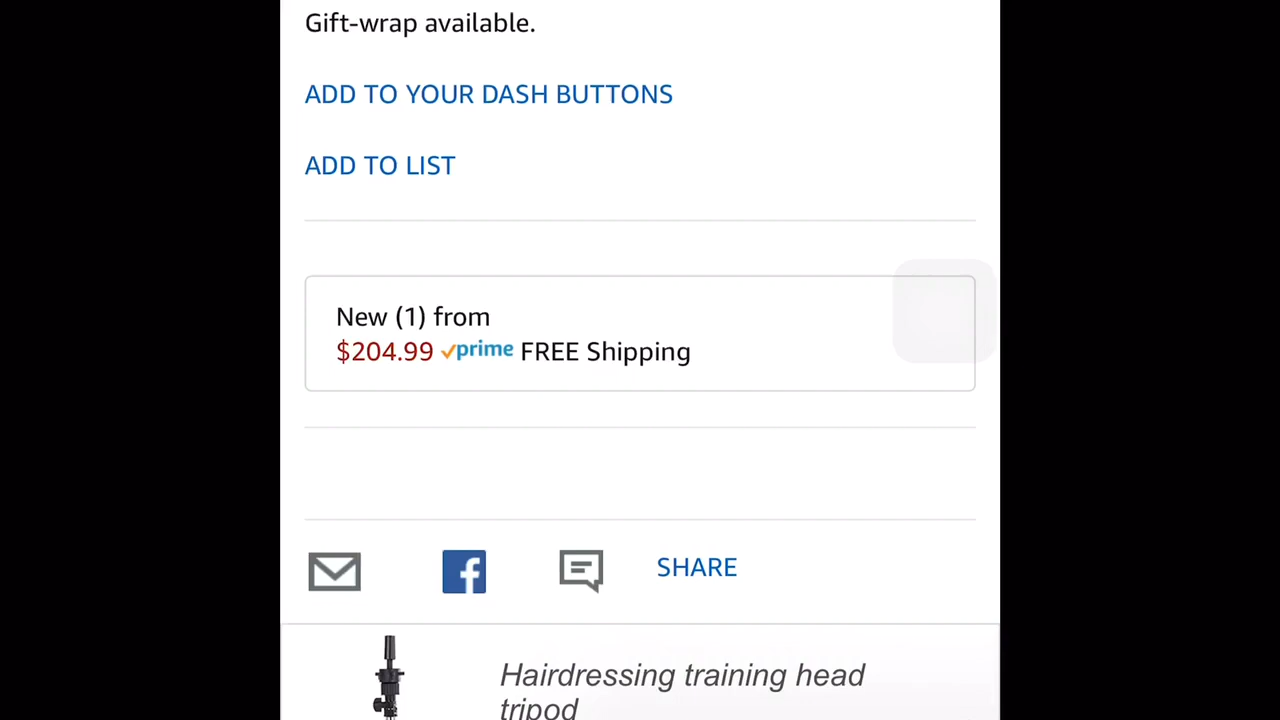 Gift-wrap available.
ADD TO YOUR DASH BUTTONS
ADD TO LIST
New (1) from
$204.99 prime FREE Shipping
SHARE
Hairdressing training head
tripod